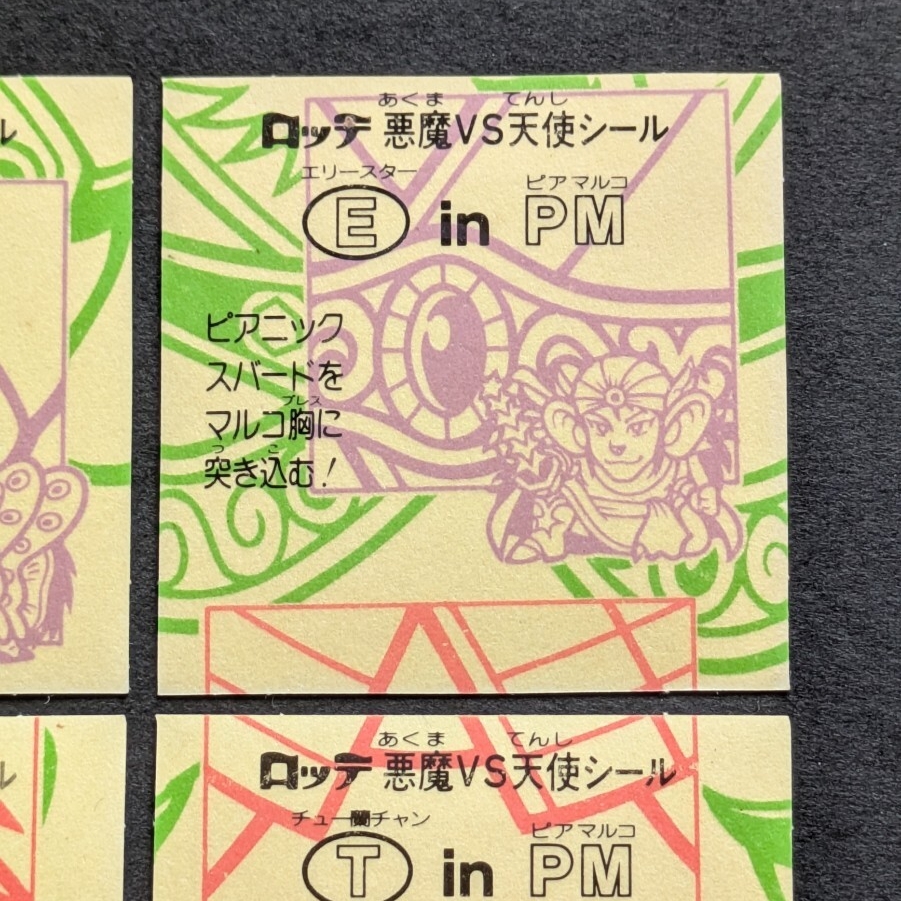 ル
あくま てんし
ロッテ 悪魔VS天使シール
エリースター ピアマルコ
E in PM
ピアニック
スバードを
プレス
マルコ胸に
つ こ
突き込む!
ル
あくま てんし
ロッテ 悪魔VS天使シール
チュー蘭チャン ピアマルコ
T in PM